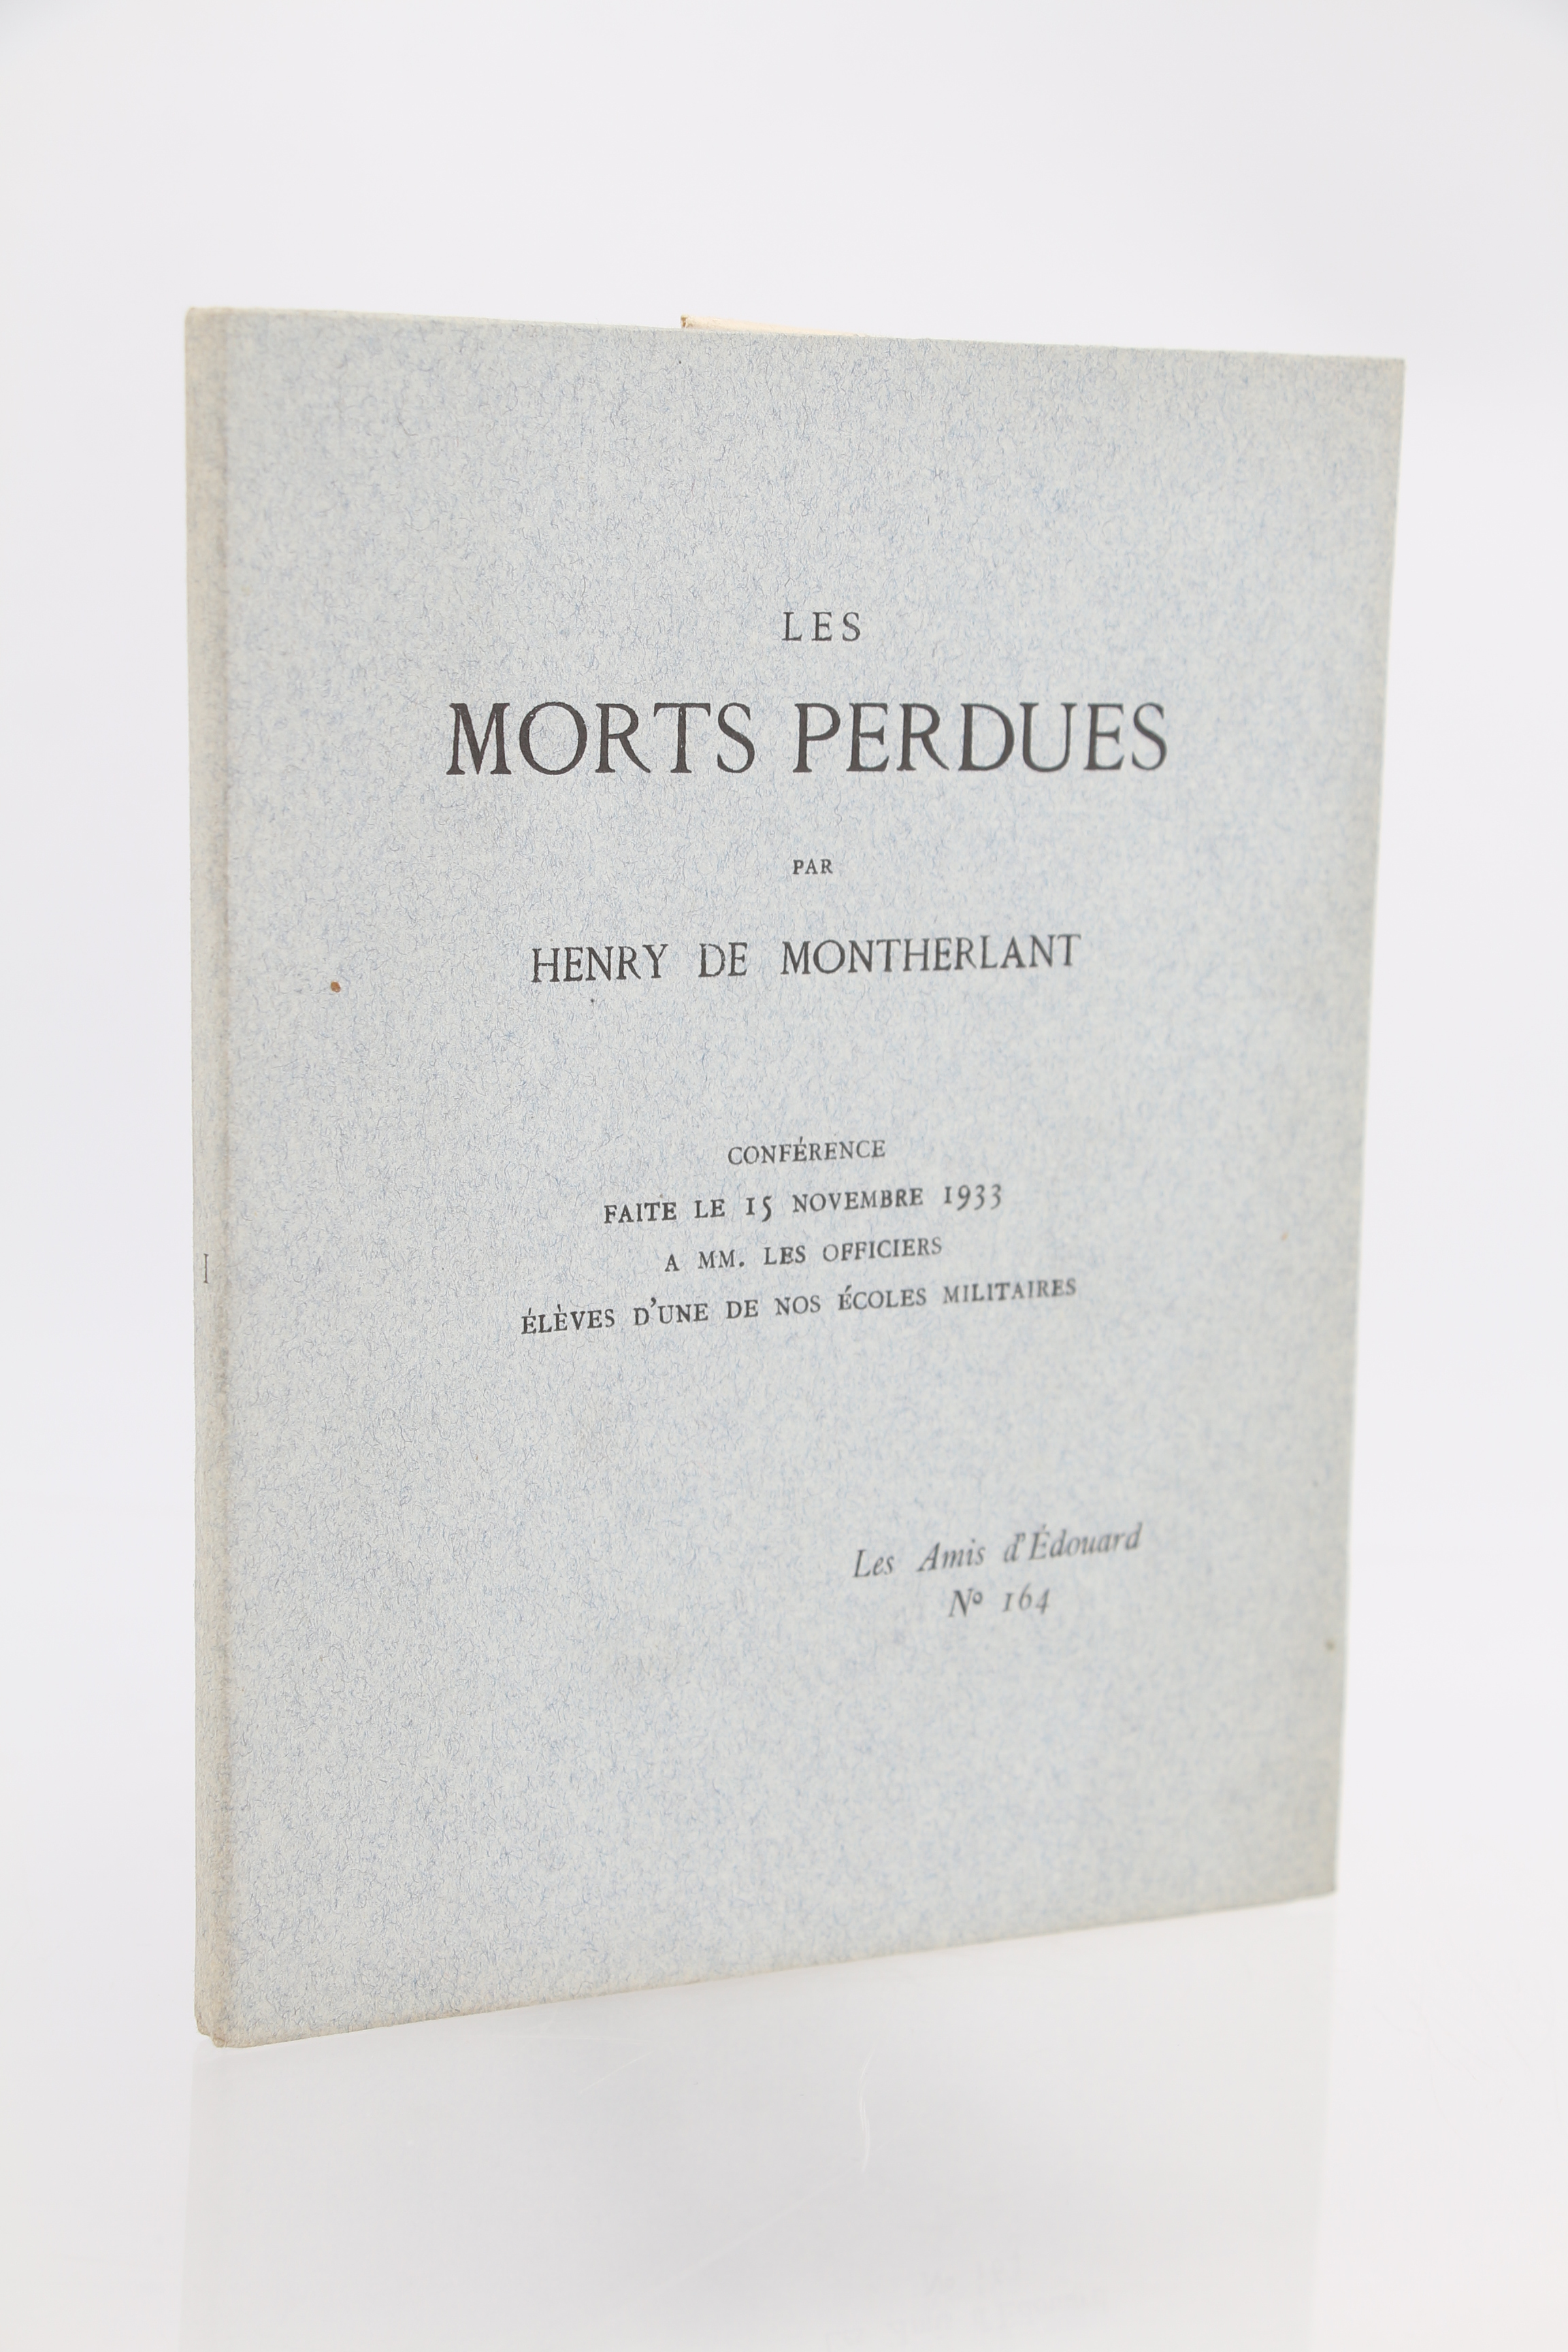 LES
MORTS PERDUES
PAR
HENRY DE MONTHERLANT
CONFÉRENCE
FAITE LE 15 NOVEMBRE 1933
A MM. LES OFFICIERS
ÉLÈVES D'UNE DE NOS ÉCOLES MILITAIRES
Les Amis d'Édouard
Nº 164